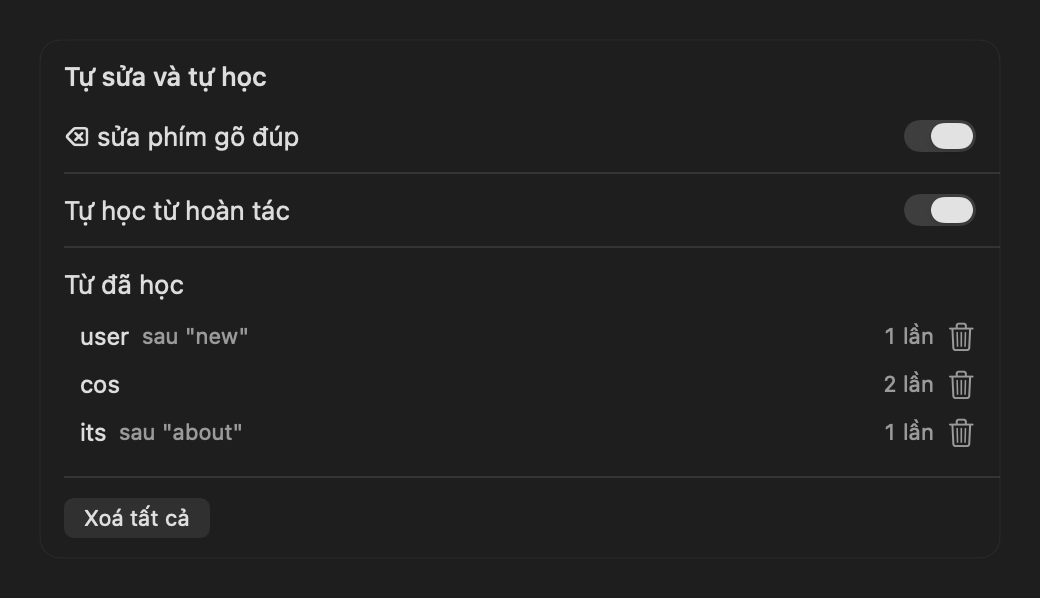 Tự sửa và tự học
⌫ sửa phím gõ đúp
Tự học từ hoàn tác
Từ đã học
user sau "new" 1 lần
cos 2 lần
its sau "about" 1 lần
Xoá tất cả